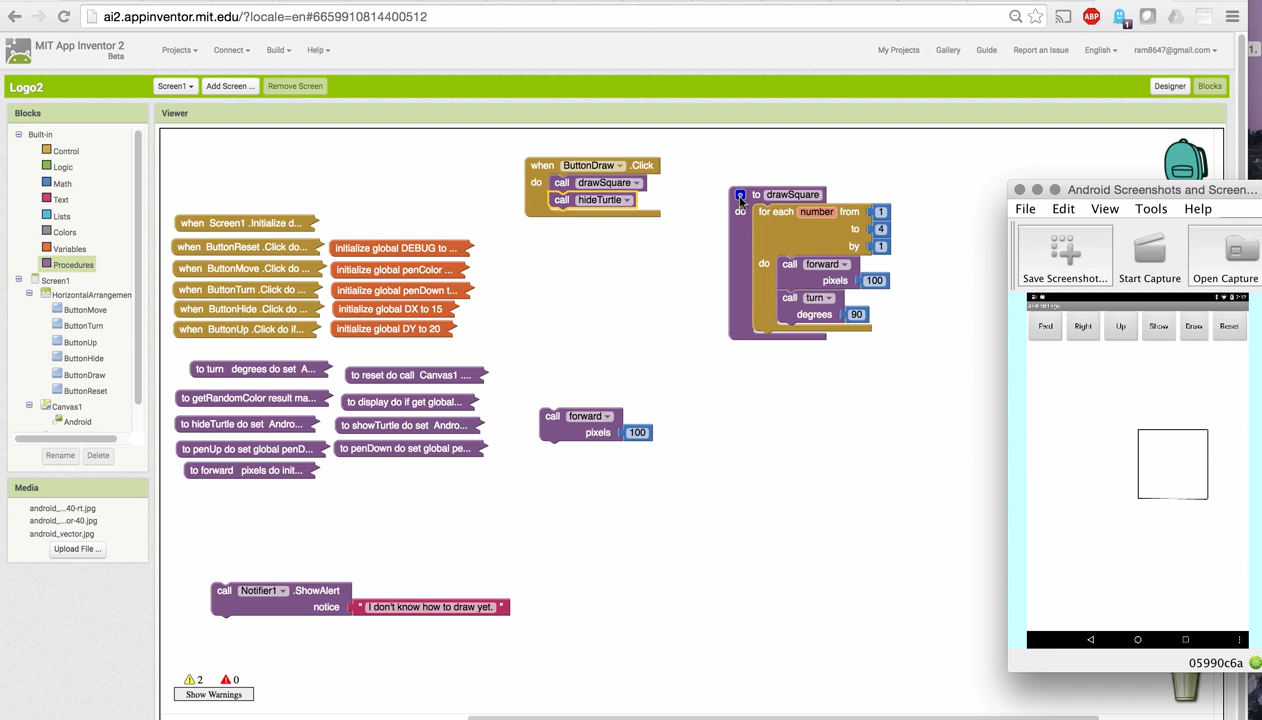 ai2.appinventor.mit.edu/?locale=en#6659910814400512
ABP
1
MIT App Inventor 2
Beta
Projects
Connect
Build
Help
My Projects
Gallery
Guide
Report an Issue
English
ram8647@gmail.com
Logo2
Screen1
Add Screen ...
Remove Screen
Designer
Blocks
Blocks
Viewer
Built-in
Control
Logic
Math
Text
Lists
Colors
Variables
Procedures
Screen1
HorizontalArrangemen
ButtonMove
ButtonTurn
ButtonUp
ButtonHide
ButtonDraw
ButtonReset
Canvas1
Android
Rename
Delete
Media
android_...40-rt.jpg
android_...or-40.jpg
android_vector.jpg
Upload File ...
when ButtonDraw .Click
do call drawSquare
call hideTurtle
when Screen1 .Initialize d...
when ButtonReset .Click do...
when ButtonMove .Click do...
when ButtonTurn .Click do...
when ButtonHide .Click do...
when ButtonUp .Click do if...
initialize global DEBUG to ...
initialize global penColor ...
initialize global penDown t...
initialize global DX to 15
initialize global DY to 20
to turn degrees do set A...
to reset do call Canvas1 ....
to getRandomColor result ma...
to display do if get global...
to hideTurtle do set Andro...
to showTurtle do set Andro...
to penUp do set global penD...
to penDown do set global pe...
to forward pixels do init...
to drawSquare
do for each number from 1
to 4
by 1
do call forward
pixels 100
call turn
degrees 90
call forward
pixels 100
call Notifier1 .ShowAlert
notice " I don't know how to draw yet. "
2
0
Show Warnings
Android Screenshots and Screen...
File Edit View Tools Help
Save Screenshot...
Start Capture
Open Capture
Fwd
Right
Up
Show
Draw
Reset
05990c6a